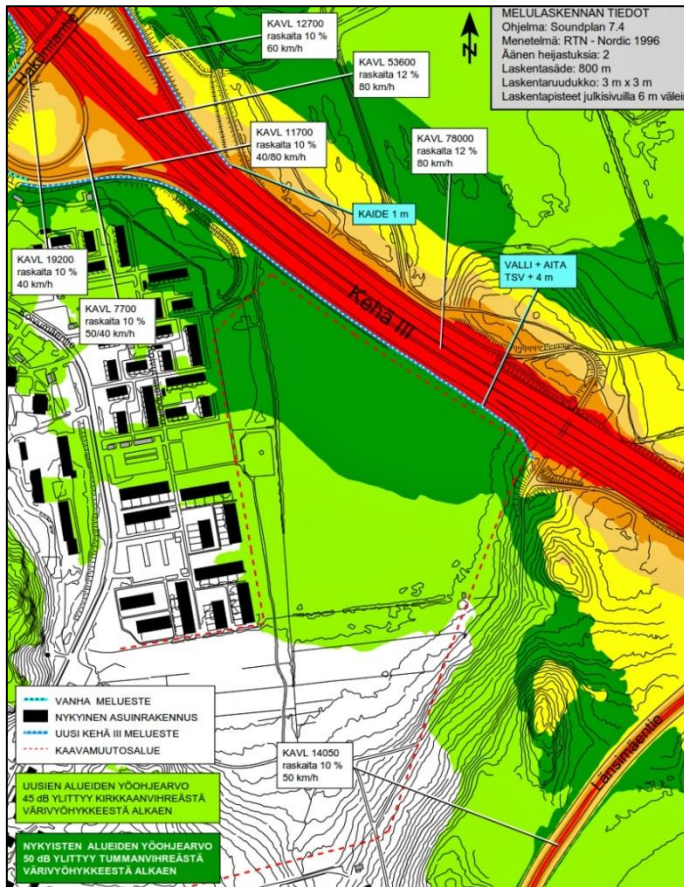 MELULASKENNAN TIEDOT
Ohjelma: Soundplan 7.4
Menetelmä: RTN - Nordic 1996
Äänen heijastuksia: 2
Laskentasäde: 800 m
Laskentaruudukko: 3 m x 3 m
Laskentapisteet julkisivuilla 6 m välein
KAVL 12700
raskaita 10 %
60 km/h
N
Hakunilantie
KAVL 53600
raskaita 12 %
80 km/h
KAVL 11700
raskaita 10 %
40/80 km/h
KAVL 78000
raskaita 12 %
80 km/h
KAIDE 1 m
KAVL 19200
raskaita 10 %
40 km/h
VALLI + AITA
TSV + 4 m
Kehä III
KAVL 7700
raskaita 10 %
50/40 km/h
VANHA MELUESTE
NYKYINEN ASUINRAKENNUS
UUSI KEHÄ III MELUESTE
KAAVAMUUTOSALUE
KAVL 14050
raskaita 10 %
50 km/h
Länsimäentie
UUSIEN ALUEIDEN YÖOHJEARVO
45 dB YLITTYY KIRKKAANVIHREÄSTÄ
VÄRIVYÖHYKKEESTÄ ALKAEN
NYKYISTEN ALUEIDEN YÖOHJEARVO
50 dB YLITTYY TUMMANVIHREÄSTÄ
VÄRIVYÖHYKKEESTÄ ALKAEN